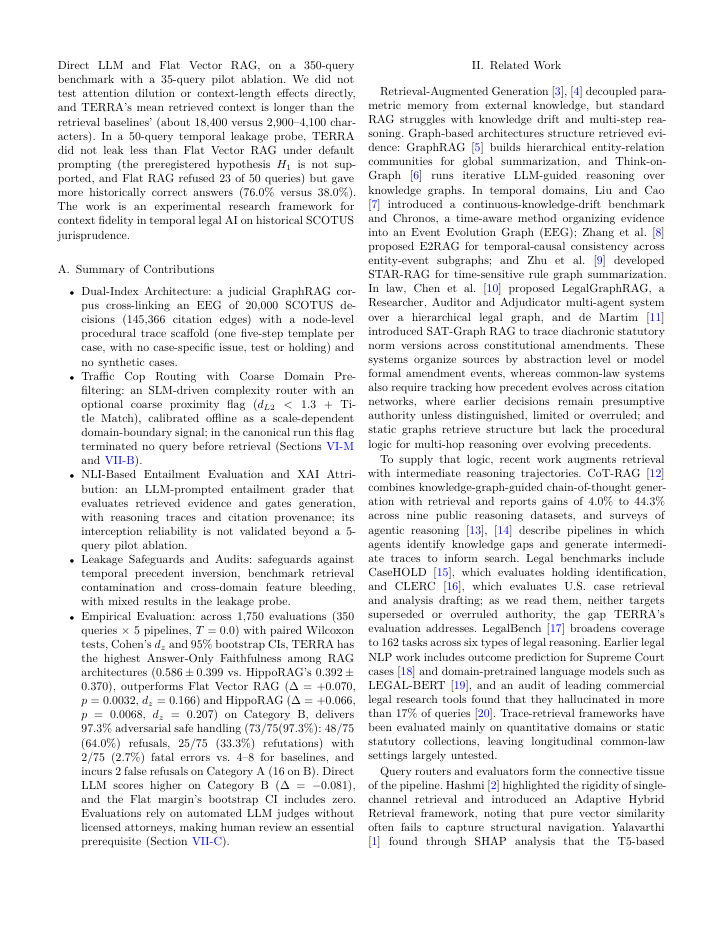 Direct LLM and Flat Vector RAG, on a 350-query
benchmark with a 35-query pilot ablation. We did not
test attention dilution or context-length effects directly,
and TERRA's mean retrieved context is longer than the
retrieval baselines' (about 18,400 versus 2,900–4,100 char-
acters). In a 50-query temporal leakage probe, TERRA
did not leak less than Flat Vector RAG under default
prompting (the preregistered hypothesis H1 is not sup-
ported, and Flat RAG refused 23 of 50 queries) but gave
more historically correct answers (76.0% versus 38.0%).
The work is an experimental research framework for
context fidelity in temporal legal AI on historical SCOTUS
jurisprudence.
A. Summary of Contributions
• Dual-Index Architecture: a judicial GraphRAG cor-
pus cross-linking an EEG of 20,000 SCOTUS de-
cisions (145,366 citation edges) with a node-level
procedural trace scaffold (one five-step template per
case, with no case-specific issue, test or holding) and
no synthetic cases.
• Traffic Cop Routing with Coarse Domain Pre-
filtering: an SLM-driven complexity router with an
optional coarse proximity flag (dL2 < 1.3 + Ti-
tle Match), calibrated offline as a scale-dependent
domain-boundary signal; in the canonical run this flag
terminated no query before retrieval (Sections VI-M
and VII-B).
• NLI-Based Entailment Evaluation and XAI Attri-
bution: an LLM-prompted entailment grader that
evaluates retrieved evidence and gates generation,
with reasoning traces and citation provenance; its
interception reliability is not validated beyond a 5-
query pilot ablation.
• Leakage Safeguards and Audits: safeguards against
temporal precedent inversion, benchmark retrieval
contamination and cross-domain feature bleeding,
with mixed results in the leakage probe.
• Empirical Evaluation: across 1,750 evaluations (350
queries × 5 pipelines, T = 0.0) with paired Wilcoxon
tests, Cohen's dz and 95% bootstrap CIs, TERRA has
the highest Answer-Only Faithfulness among RAG
architectures (0.586 ± 0.399 vs. HippoRAG's 0.392 ±
0.370), outperforms Flat Vector RAG (Δ = +0.070,
p = 0.0032, dz = 0.166) and HippoRAG (Δ = +0.066,
p = 0.0068, dz = 0.207) on Category B, delivers
97.3% adversarial safe handling (73/75(97.3%): 48/75
(64.0%) refusals, 25/75 (33.3%) refutations) with
2/75 (2.7%) fatal errors vs. 4–8 for baselines, and
incurs 2 false refusals on Category A (16 on B). Direct
LLM scores higher on Category B (Δ = −0.081),
and the Flat margin's bootstrap CI includes zero.
Evaluations rely on automated LLM judges without
licensed attorneys, making human review an essential
prerequisite (Section VII-C).
II. Related Work
Retrieval-Augmented Generation [3], [4] decoupled para-
metric memory from external knowledge, but standard
RAG struggles with knowledge drift and multi-step rea-
soning. Graph-based architectures structure retrieved evi-
dence: GraphRAG [5] builds hierarchical entity-relation
communities for global summarization, and Think-on-
Graph [6] runs iterative LLM-guided reasoning over
knowledge graphs. In temporal domains, Liu and Cao
[7] introduced a continuous-knowledge-drift benchmark
and Chronos, a time-aware method organizing evidence
into an Event Evolution Graph (EEG); Zhang et al. [8]
proposed E2RAG for temporal-causal consistency across
entity-event subgraphs; and Zhu et al. [9] developed
STAR-RAG for time-sensitive rule graph summarization.
In law, Chen et al. [10] proposed LegalGraphRAG, a
Researcher, Auditor and Adjudicator multi-agent system
over a hierarchical legal graph, and de Martim [11]
introduced SAT-Graph RAG to trace diachronic statutory
norm versions across constitutional amendments. These
systems organize sources by abstraction level or model
formal amendment events, whereas common-law systems
also require tracking how precedent evolves across citation
networks, where earlier decisions remain presumptive
authority unless distinguished, limited or overruled; and
static graphs retrieve structure but lack the procedural
logic for multi-hop reasoning over evolving precedents.
To supply that logic, recent work augments retrieval
with intermediate reasoning trajectories. CoT-RAG [12]
combines knowledge-graph-guided chain-of-thought gener-
ation with retrieval and reports gains of 4.0% to 44.3%
across nine public reasoning datasets, and surveys of
agentic reasoning [13], [14] describe pipelines in which
agents identify knowledge gaps and generate intermedi-
ate traces to inform search. Legal benchmarks include
CaseHOLD [15], which evaluates holding identification,
and CLERC [16], which evaluates U.S. case retrieval
and analysis drafting; as we read them, neither targets
superseded or overruled authority, the gap TERRA's
evaluation addresses. LegalBench [17] broadens coverage
to 162 tasks across six types of legal reasoning. Earlier legal
NLP work includes outcome prediction for Supreme Court
cases [18] and domain-pretrained language models such as
LEGAL-BERT [19], and an audit of leading commercial
legal research tools found that they hallucinated in more
than 17% of queries [20]. Trace-retrieval frameworks have
been evaluated mainly on quantitative domains or static
statutory collections, leaving longitudinal common-law
settings largely untested.
Query routers and evaluators form the connective tissue
of the pipeline. Hashmi [2] highlighted the rigidity of single-
channel retrieval and introduced an Adaptive Hybrid
Retrieval framework, noting that pure vector similarity
often fails to capture structural navigation. Yalavarthi
[1] found through SHAP analysis that the T5-based